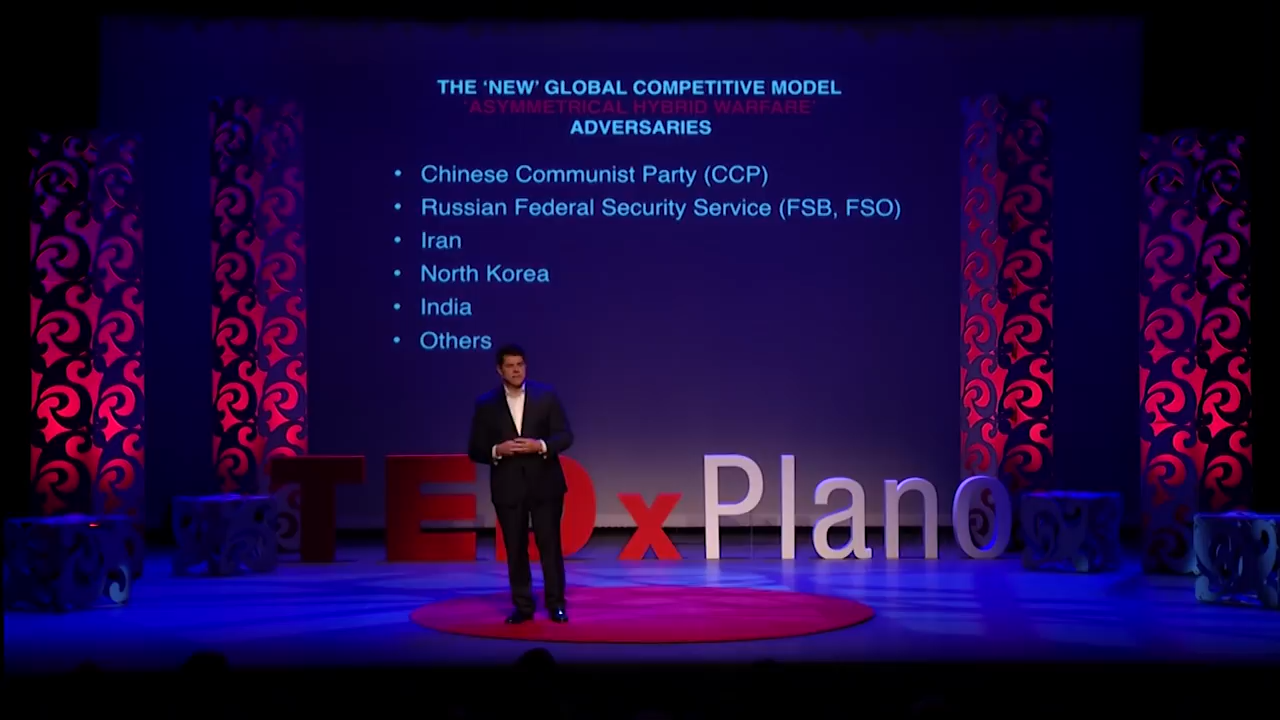 THE ‘NEW’ GLOBAL COMPETITIVE MODEL
‘ASYMMETRICAL HYBRID WARFARE’
ADVERSARIES
• Chinese Communist Party (CCP)
• Russian Federal Security Service (FSB, FSO)
• Iran
• North Korea
• India
• Others
TEDxPlano